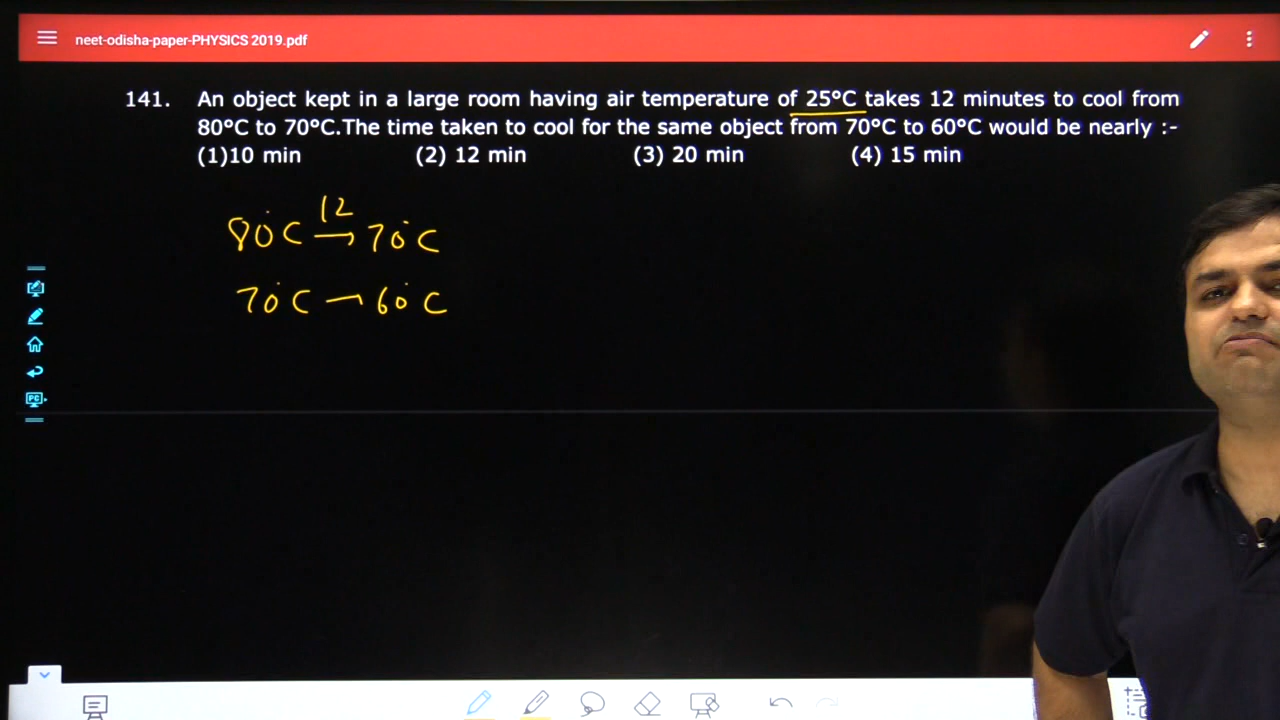 neet-odisha-paper-PHYSICS 2019.pdf
141. An object kept in a large room having air temperature of 25°C takes 12 minutes to cool from
80°C to 70°C.The time taken to cool for the same object from 70°C to 60°C would be nearly :-
(1)10 min (2) 12 min (3) 20 min (4) 15 min
12
80°C → 70°C
70°C → 60°C
PC